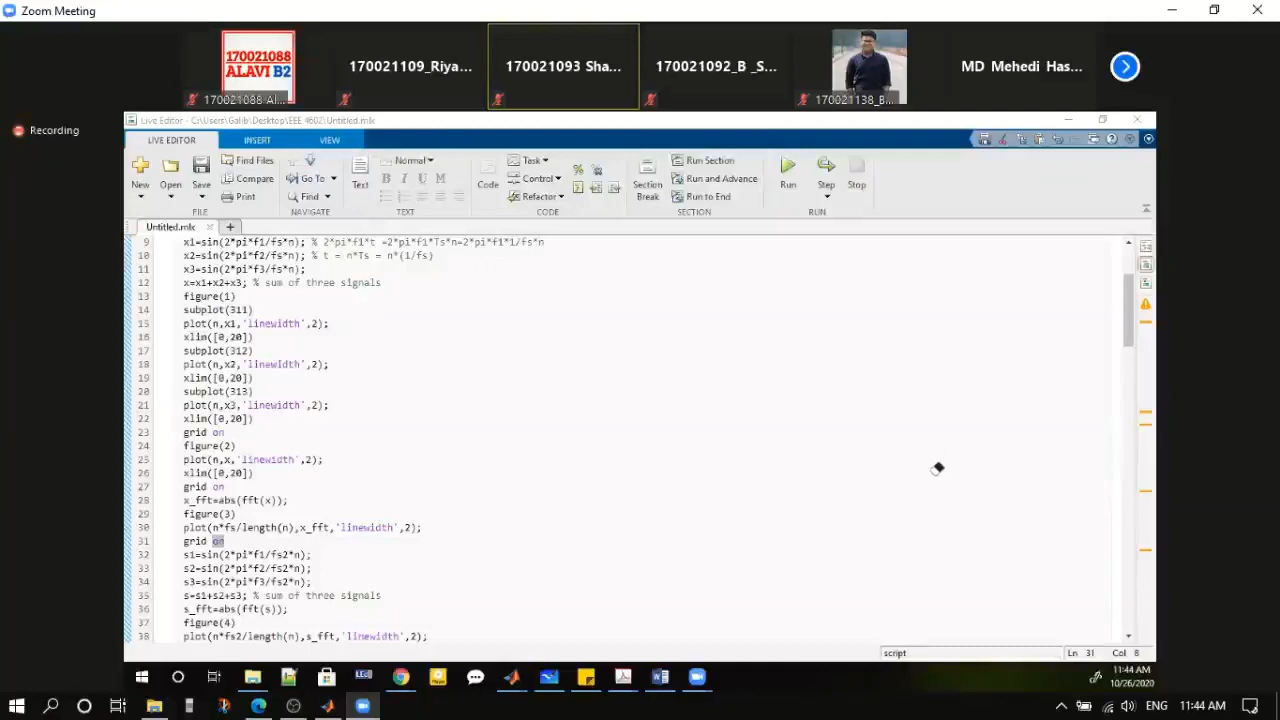 Zoom Meeting
170021088
ALAVI B2
170021088 Al...
170021109_Riya...
170021093 Sha...
170021092_B _S...
170021138_B...
MD Mehedi Has...
Recording
Live Editor - C:\Users\Galib\Desktop\EEE 4602\Untitled.mlx
LIVE EDITOR INSERT VIEW
New Open Save Find Files Compare Print
FILE
Go To Find
NAVIGATE
Text Normal B I U M
TEXT
Code Task Control Refactor
CODE
Section Break Run Section Run and Advance Run to End
SECTION
Run Step Stop
RUN
Untitled.mlx
9 x1=sin(2*pi*f1/fs*n); % 2*pi*f1*t =2*pi*f1*Ts*n=2*pi*f1*1/fs*n
10 x2=sin(2*pi*f2/fs*n); % t = n*Ts = n*(1/fs)
11 x3=sin(2*pi*f3/fs*n);
12 x=x1+x2+x3; % sum of three signals
13 figure(1)
14 subplot(311)
15 plot(n,x1,'linewidth',2);
16 xlim([0,20])
17 subplot(312)
18 plot(n,x2,'linewidth',2);
19 xlim([0,20])
20 subplot(313)
21 plot(n,x3,'linewidth',2);
22 xlim([0,20])
23 grid on
24 figure(2)
25 plot(n,x,'linewidth',2);
26 xlim([0,20])
27 grid on
28 x_fft=abs(fft(x));
29 figure(3)
30 plot(n*fs/length(n),x_fft,'linewidth',2);
31 grid on
32 s1=sin(2*pi*f1/fs2*n);
33 s2=sin(2*pi*f2/fs2*n);
34 s3=sin(2*pi*f3/fs2*n);
35 s=s1+s2+s3; % sum of three signals
36 s_fft=abs(fft(s));
37 figure(4)
38 plot(n*fs2/length(n),s_fft,'linewidth',2);
script Ln 31 Col 8
11:44 AM
10/26/2020
ENG 11:44 AM